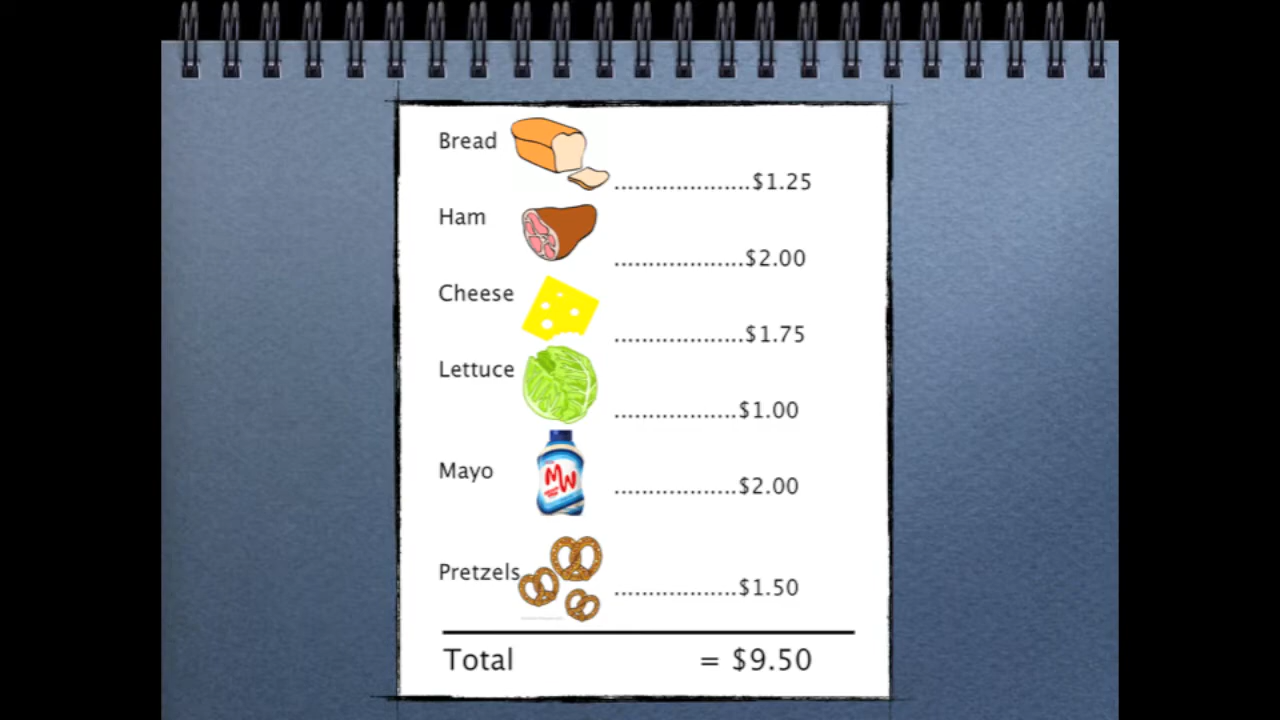 Bread
....................$1.25
Ham
...................$2.00
Cheese
...................$1.75
Lettuce
..................$1.00
Mayo
MW
..................$2.00
Pretzels
..................$1.50
Total = $9.50